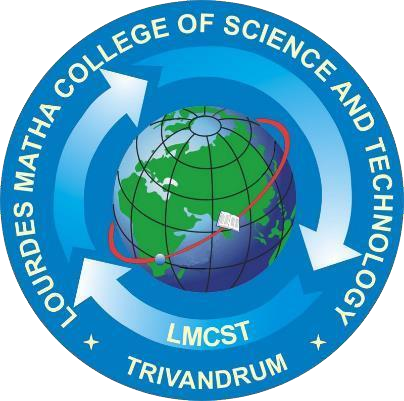 LOURDES MATHA COLLEGE OF SCIENCE AND TECHNOLOGY
LMCST
TRIVANDRUM